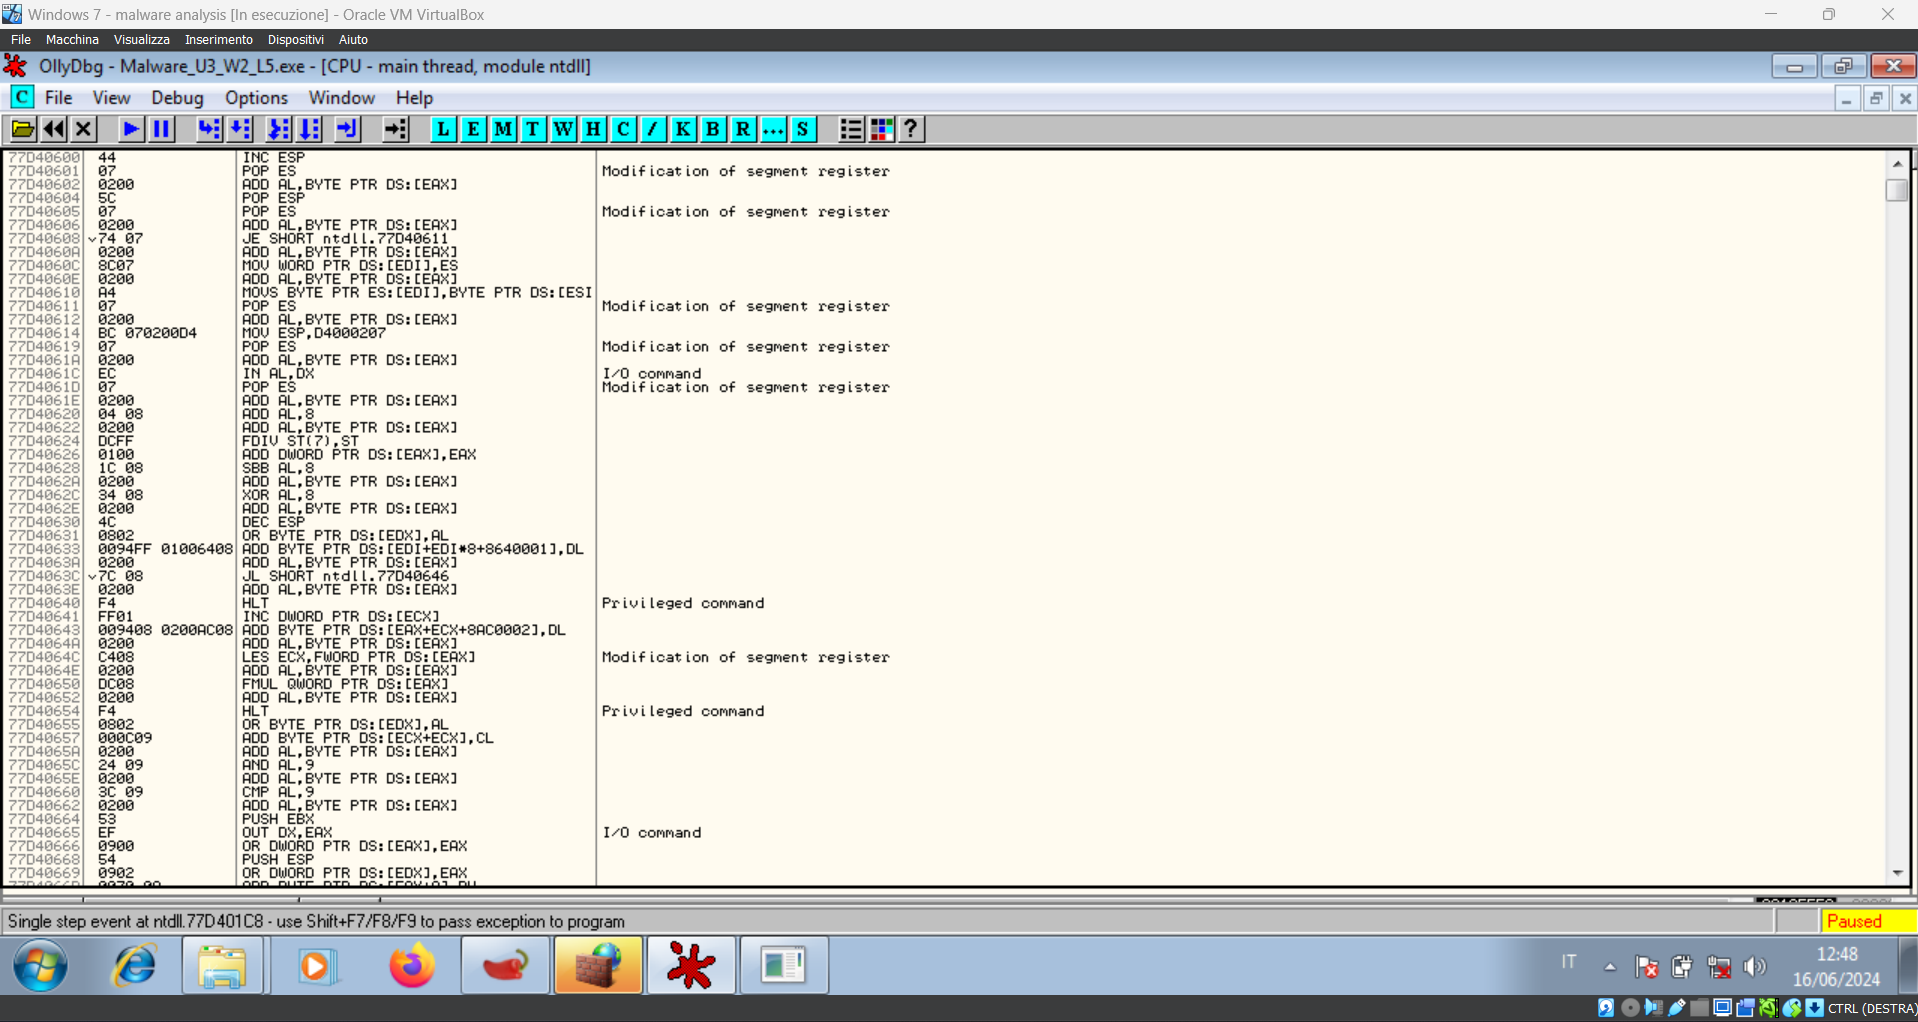 Windows 7 - malware analysis [In esecuzione] - Oracle VM VirtualBox
File Macchina Visualizza Inserimento Dispositivi Aiuto
OllyDbg - Malware_U3_W2_L5.exe - [CPU - main thread, module ntdll]
C File View Debug Options Window Help
L E M T W H C / K B R ... S ?
77D40600 44 INC ESP
77D40601 07 POP ES Modification of segment register
77D40602 0200 ADD AL,BYTE PTR DS:[EAX]
77D40604 5C POP ESP
77D40605 07 POP ES Modification of segment register
77D40606 0200 ADD AL,BYTE PTR DS:[EAX]
77D40608 74 07 JE SHORT ntdll.77D40611
77D4060A 0200 ADD AL,BYTE PTR DS:[EAX]
77D4060C 8C07 MOV WORD PTR DS:[EDI],ES
77D4060E 0200 ADD AL,BYTE PTR DS:[EAX]
77D40610 A4 MOVS BYTE PTR ES:[EDI],BYTE PTR DS:[ESI
77D40611 07 POP ES Modification of segment register
77D40612 0200 ADD AL,BYTE PTR DS:[EAX]
77D40614 BC 070200D4 MOV ESP,D4000207
77D40619 07 POP ES Modification of segment register
77D4061A 0200 ADD AL,BYTE PTR DS:[EAX]
77D4061C EC IN AL,DX I/O command
77D4061D 07 POP ES Modification of segment register
77D4061E 0200 ADD AL,BYTE PTR DS:[EAX]
77D40620 04 08 ADD AL,8
77D40622 0200 ADD AL,BYTE PTR DS:[EAX]
77D40624 DCFF FDIV ST(7),ST
77D40626 0100 ADD DWORD PTR DS:[EAX],EAX
77D40628 1C 08 SBB AL,8
77D4062A 0200 ADD AL,BYTE PTR DS:[EAX]
77D4062C 34 08 XOR AL,8
77D4062E 0200 ADD AL,BYTE PTR DS:[EAX]
77D40630 4C DEC ESP
77D40631 0802 OR BYTE PTR DS:[EDX],AL
77D40633 0094FF 01006408 ADD BYTE PTR DS:[EDI+EDI*8+8640001],DL
77D4063A 0200 ADD AL,BYTE PTR DS:[EAX]
77D4063C 7C 08 JL SHORT ntdll.77D40646
77D4063E 0200 ADD AL,BYTE PTR DS:[EAX]
77D40640 F4 HLT Privileged command
77D40641 FF01 INC DWORD PTR DS:[ECX]
77D40643 009408 0200AC08 ADD BYTE PTR DS:[EAX+ECX+8AC0002],DL
77D4064A 0200 ADD AL,BYTE PTR DS:[EAX]
77D4064C C408 LES ECX,FWORD PTR DS:[EAX] Modification of segment register
77D4064E 0200 ADD AL,BYTE PTR DS:[EAX]
77D40650 DC08 FMUL QWORD PTR DS:[EAX]
77D40652 0200 ADD AL,BYTE PTR DS:[EAX]
77D40654 F4 HLT Privileged command
77D40655 0802 OR BYTE PTR DS:[EDX],AL
77D40657 000C09 ADD BYTE PTR DS:[ECX+ECX],CL
77D4065A 0200 ADD AL,BYTE PTR DS:[EAX]
77D4065C 24 09 AND AL,9
77D4065E 0200 ADD AL,BYTE PTR DS:[EAX]
77D40660 3C 09 CMP AL,9
77D40662 0200 ADD AL,BYTE PTR DS:[EAX]
77D40664 53 PUSH EBX
77D40665 EF OUT DX,EAX I/O command
77D40666 0900 OR DWORD PTR DS:[EAX],EAX
77D40668 54 PUSH ESP
77D40669 0902 OR DWORD PTR DS:[EDX],EAX
Single step event at ntdll.77D401C8 - use Shift+F7/F8/F9 to pass exception to program Paused
IT 12:48
16/06/2024
CTRL (DESTRA)